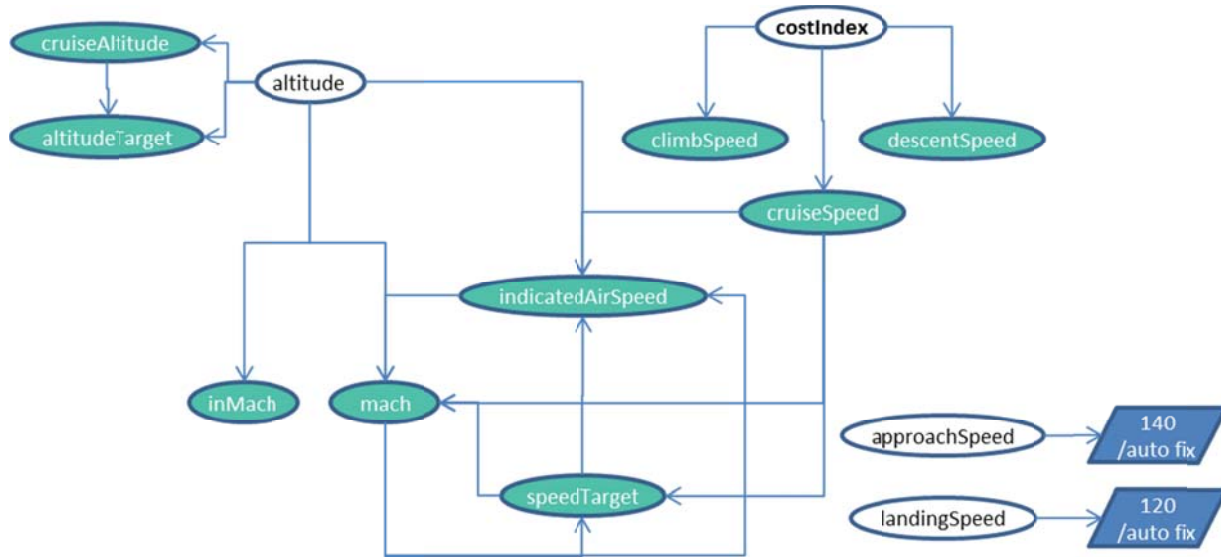 costIndex
cruiseAltitude
altitude
altitudeTarget
climbSpeed
descentSpeed
cruiseSpeed
indicatedAirSpeed
inMach
mach
approachSpeed
140
/auto fix
speedTarget
landingSpeed
120
/auto fix